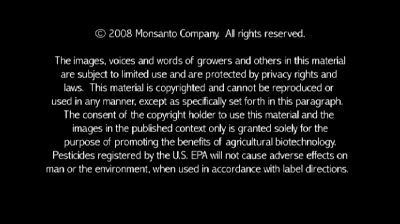 © 2008 Monsanto Company. All rights reserved.
The images, voices and words of growers and others in this material
are subject to limited use and are protected by privacy rights and
laws. This material is copyrighted and cannot be reproduced or
used in any manner, except as specifically set forth in this paragraph.
The consent of the copyright holder to use this material and the
images in the published context only is granted solely for the
purpose of promoting the benefits of agricultural biotechnology.
Pesticides registered by the U.S. EPA will not cause adverse effects on
man or the environment, when used in accordance with label directions.